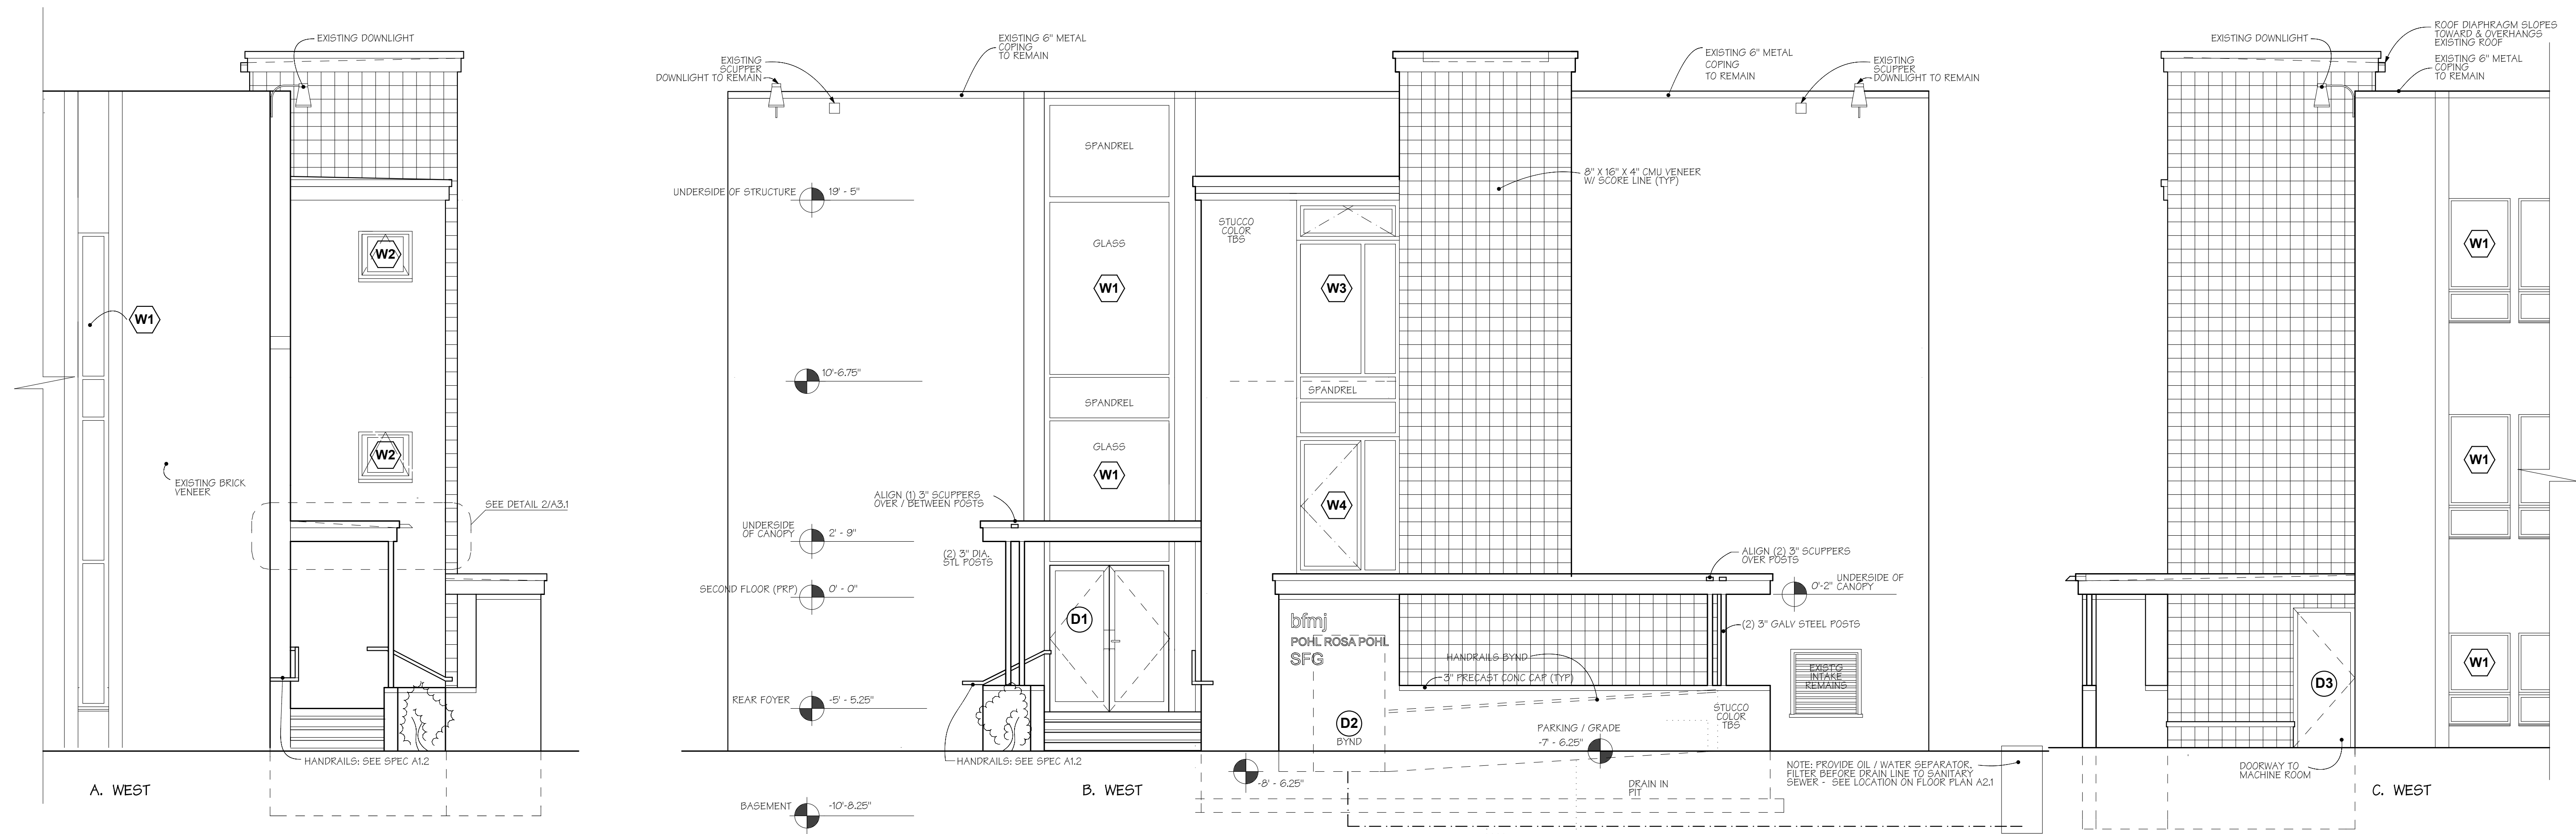 EXISTING DOWNLIGHT
W2
W1
W2
EXISTING BRICK
VENEER
SEE DETAIL 2/A3.1
HANDRAILS: SEE SPEC A1.2
A. WEST
EXISTING 6" METAL
COPING
TO REMAIN
EXISTING
SCUPPER
DOWNLIGHT TO REMAIN
EXISTING 6" METAL
COPING
TO REMAIN
EXISTING
SCUPPER
DOWNLIGHT TO REMAIN
SPANDREL
8" X 16" X 4" CMU VENEER
W/ SCORE LINE (TYP)
UNDERSIDE OF STRUCTURE
19' - 5"
STUCCO
COLOR
TBS
GLASS
W1
W3
10'-6.75"
SPANDREL
SPANDREL
GLASS
W1
W4
ALIGN (1) 3" SCUPPERS
OVER / BETWEEN POSTS
UNDERSIDE
OF CANOPY
2' - 9"
(2) 3" DIA.
STL POSTS
ALIGN (2) 3" SCUPPERS
OVER POSTS
SECOND FLOOR (PRP)
0' - 0"
0'-2"
UNDERSIDE OF
CANOPY
D1
bfmj
POHL ROSA POHL
SFG
(2) 3" GALV STEEL POSTS
HANDRAILS BYND
3" PRECAST CONC CAP (TYP)
EXIST'G
INTAKE
REMAINS
REAR FOYER
-5' - 5.25"
D2
BYND
STUCCO
COLOR
TBS
PARKING / GRADE
-7' - 6.25"
HANDRAILS: SEE SPEC A1.2
-8' - 6.25"
DRAIN IN
PIT
NOTE: PROVIDE OIL / WATER SEPARATOR,
FILTER BEFORE DRAIN LINE TO SANITARY
SEWER - SEE LOCATION ON FLOOR PLAN A2.1
BASEMENT
-10'-8.25"
B. WEST
EXISTING DOWNLIGHT
ROOF DIAPHRAGM SLOPES
TOWARD & OVERHANGS
EXISTING ROOF
EXISTING 6" METAL
COPING
TO REMAIN
W1
W1
W1
D3
DOORWAY TO
MACHINE ROOM
C. WEST